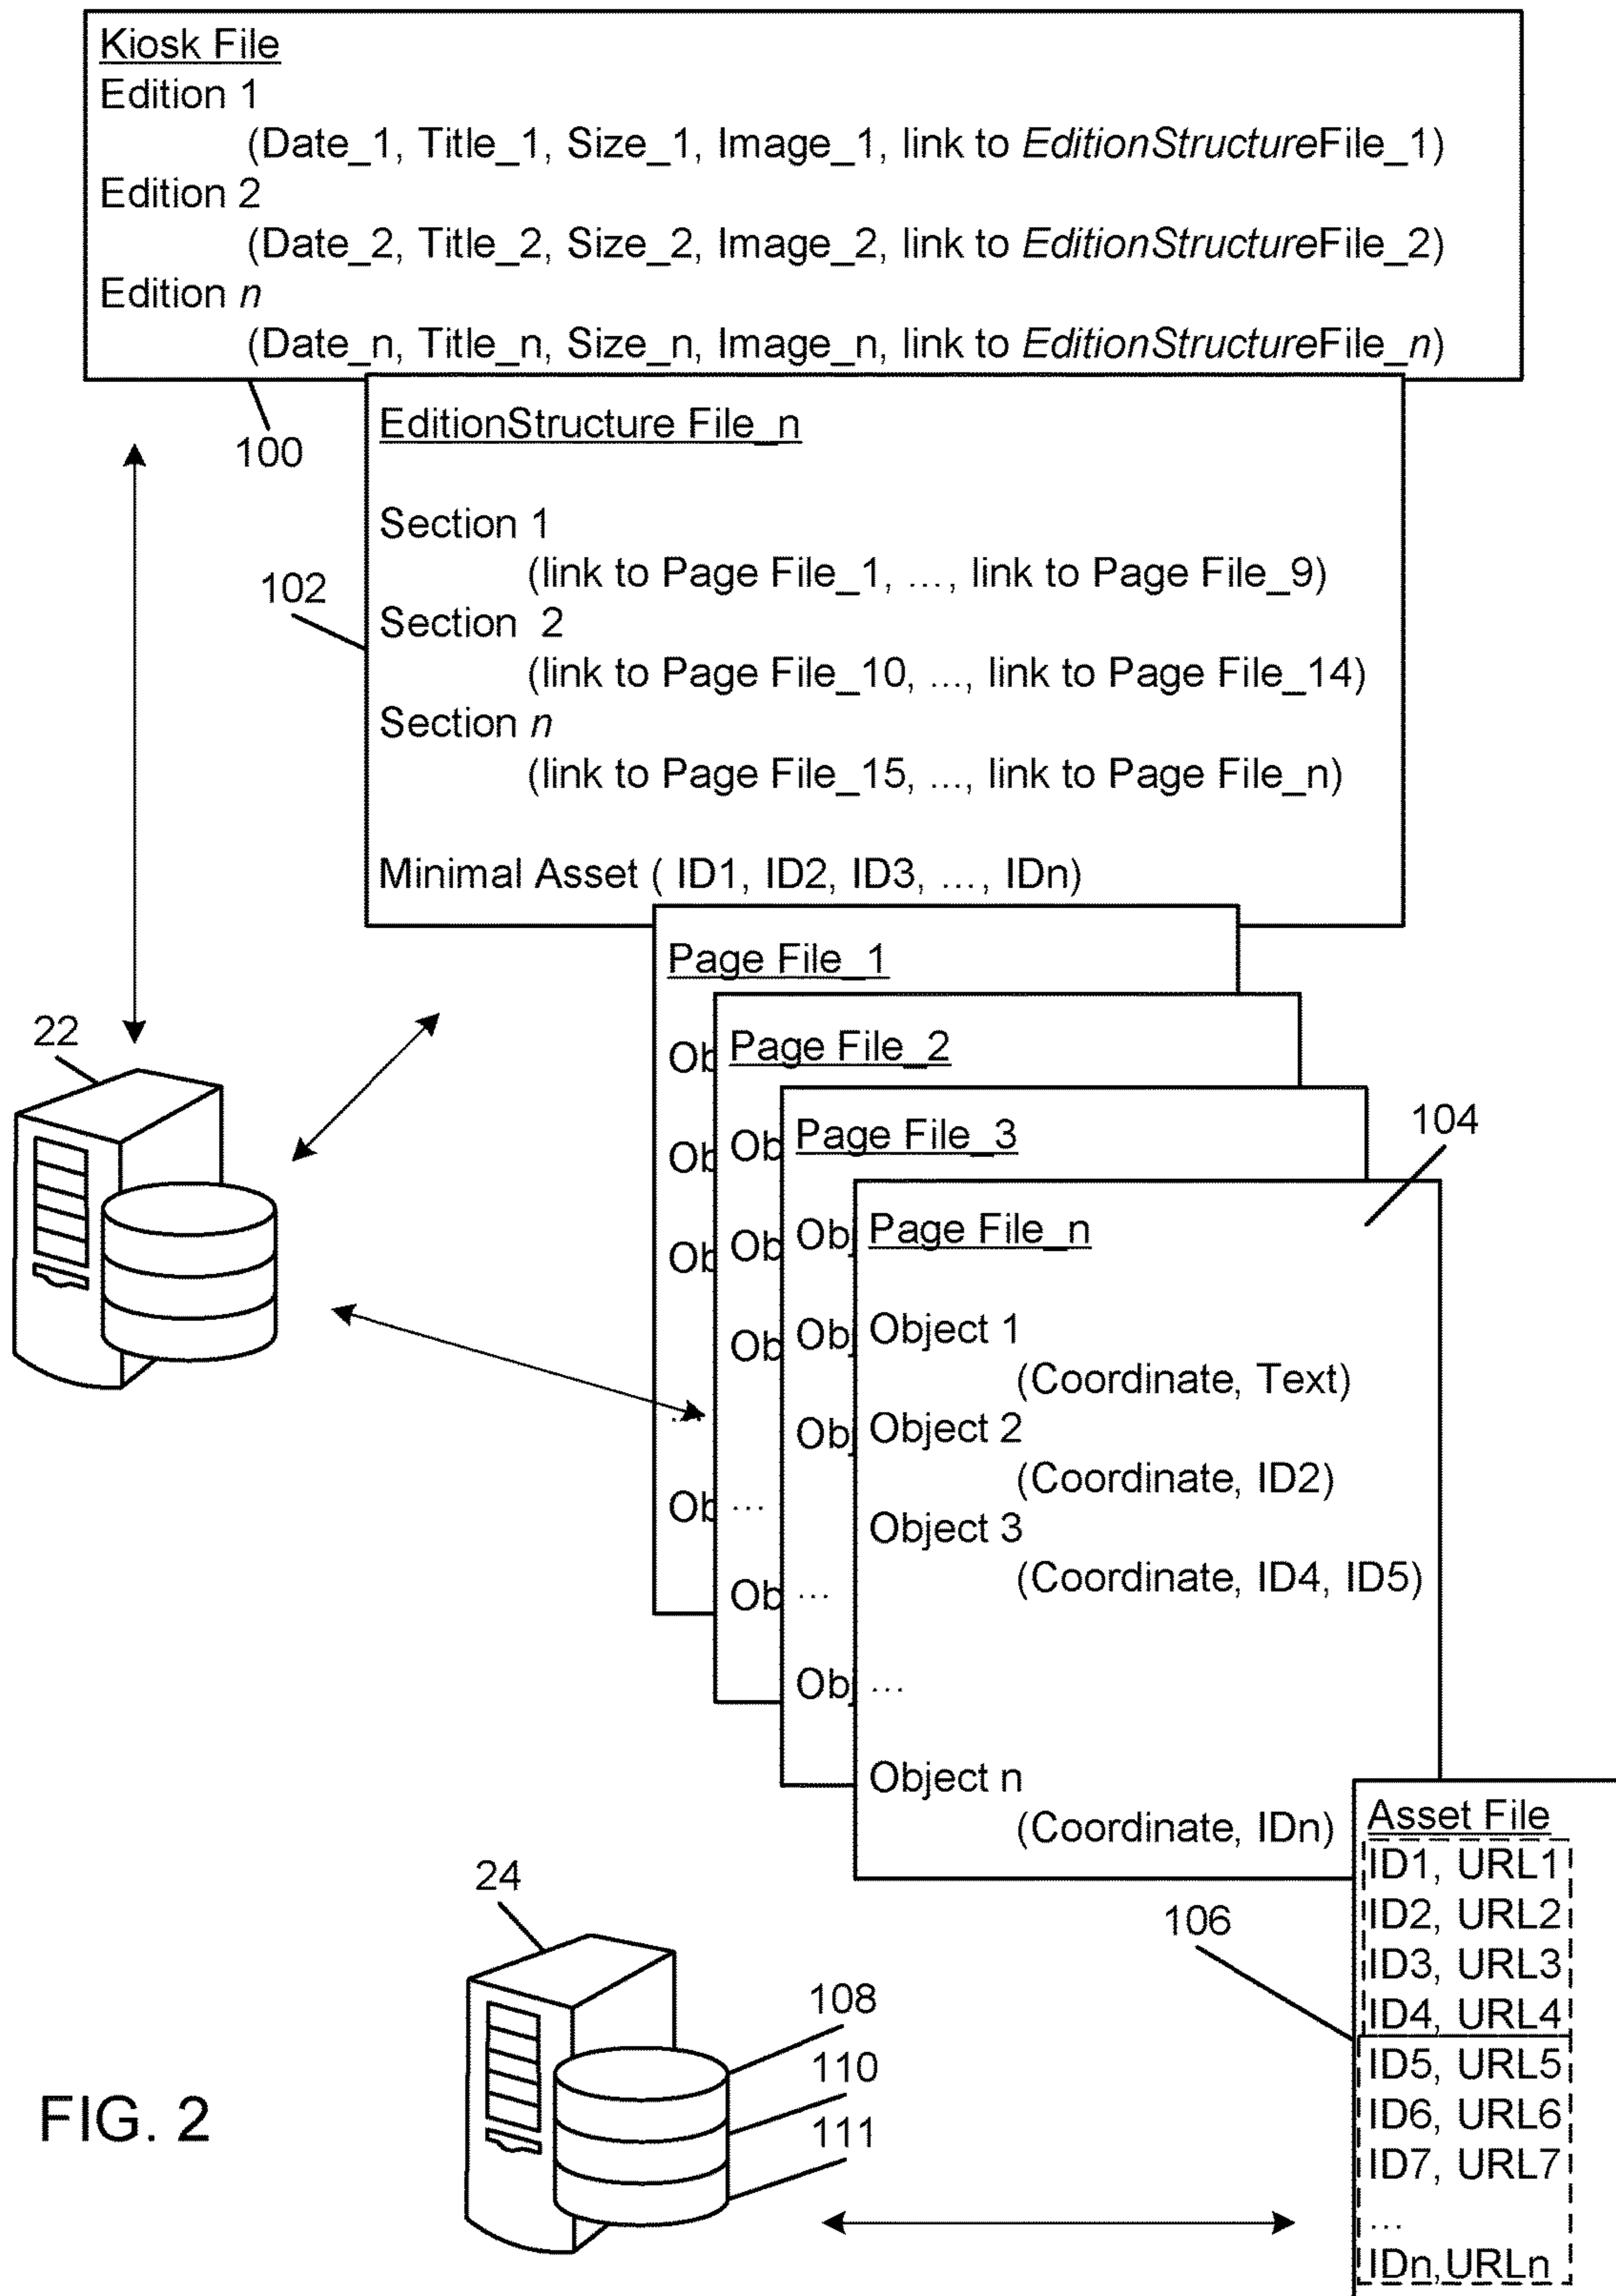 Kiosk File
Edition 1
(Date_1, Title_1, Size_1, Image_1, link to EditionStructureFile_1)
Edition 2
(Date_2, Title_2, Size_2, Image_2, link to EditionStructureFile_2)
Edition n
(Date_n, Title_n, Size_n, Image_n, link to EditionStructureFile_n)
100
EditionStructure File_n
Section 1
(link to Page File_1, ..., link to Page File_9)
102
Section 2
(link to Page File_10, ..., link to Page File_14)
Section n
(link to Page File_15, ..., link to Page File_n)
Minimal Asset ( ID1, ID2, ID3, ..., IDn)
22
Page File_1
Ob
Ob
Ob
...
Ob
Page File_2
Ob
Ob
Ob
...
Ob
Page File_3
Obj
Obj
Obj
...
Obj
104
Page File_n
Object 1
(Coordinate, Text)
Object 2
(Coordinate, ID2)
Object 3
(Coordinate, ID4, ID5)
...
Object n
(Coordinate, IDn)
Asset File
ID1, URL1
ID2, URL2
ID3, URL3
ID4, URL4
ID5, URL5
ID6, URL6
ID7, URL7
...
IDn,URLn
106
24
108
110
111
FIG. 2